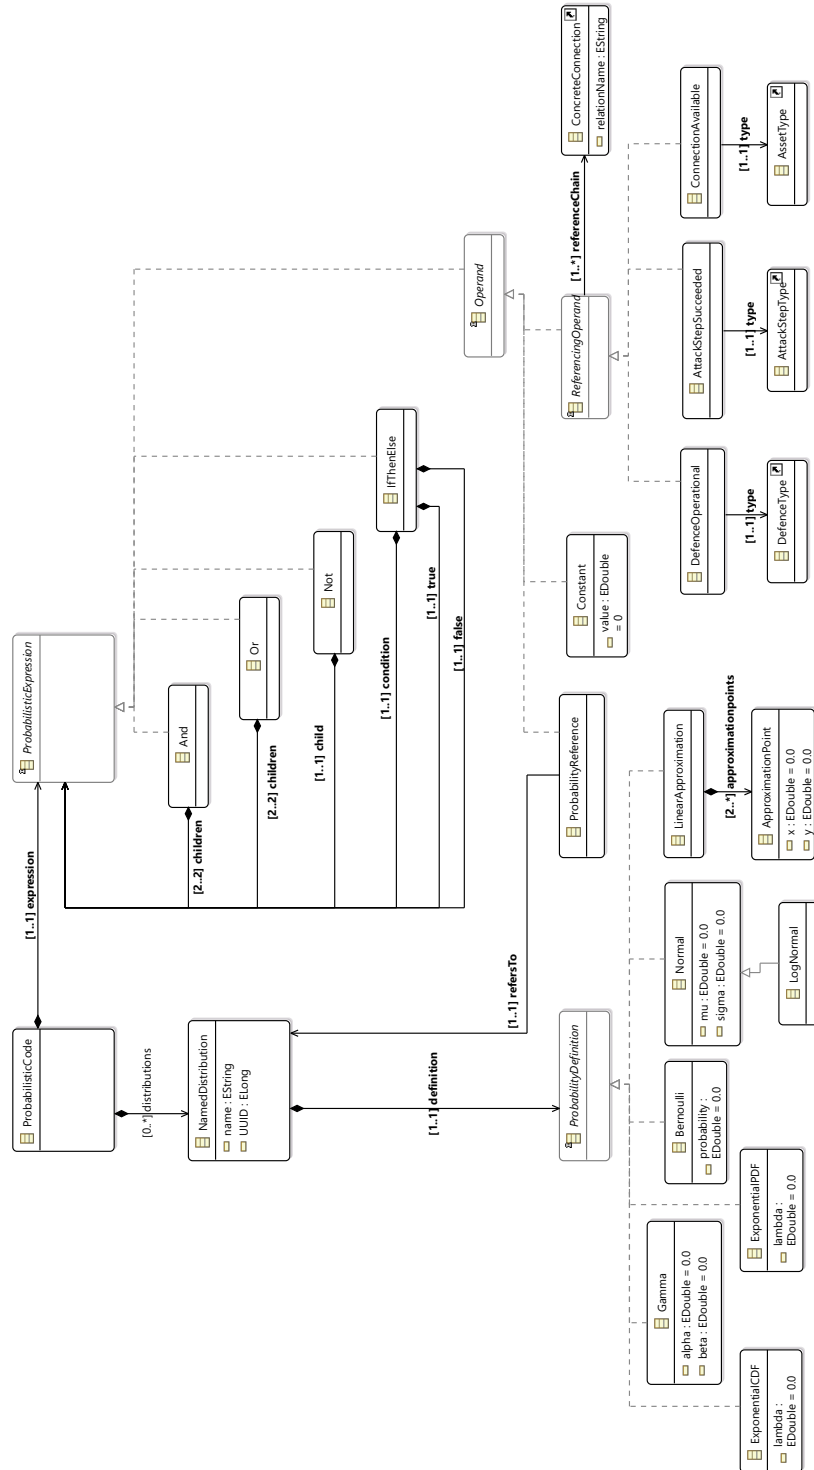 ProbabilisticCode
[1..1] expression
ProbabilisticExpression
[0..*] distributions
NamedDistribution
name : EString
UUID : ELong
And
[2..2] children
Or
[2..2] children
Not
[1..1] child
IfThenElse
[1..1] condition
[1..1] true
[1..1] false
Operand
[1..1] definition
[1..1] refersTo
ProbabilityDefinition
ProbabilityReference
Constant
value : EDouble
= 0
ReferencingOperand
[1..*] referenceChain
ConcreteConnection
relationName : EString
Gamma
alpha : EDouble = 0.0
beta : EDouble = 0.0
Bernoulli
probability :
EDouble = 0.0
Normal
mu : EDouble = 0.0
sigma : EDouble = 0.0
LinearApproximation
[2..*] approximationpoints
DefenceOperational
[1..1] type
AttackStepSucceeded
[1..1] type
ConnectionAvailable
[1..1] type
ExponentialCDF
lambda :
EDouble = 0.0
ExponentialPDF
lambda :
EDouble = 0.0
LogNormal
ApproximationPoint
x : EDouble = 0.0
y : EDouble = 0.0
DefenceType
AttackStepType
AssetType